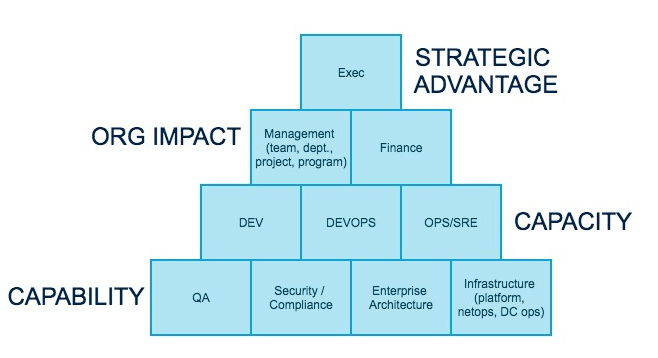 Exec
STRATEGIC
ADVANTAGE
ORG IMPACT
Management
(team, dept.,
project, program)
Finance
DEV
DEVOPS
OPS/SRE
CAPACITY
CAPABILITY
QA
Security /
Compliance
Enterprise
Architecture
Infrastructure
(platform,
netops, DC ops)